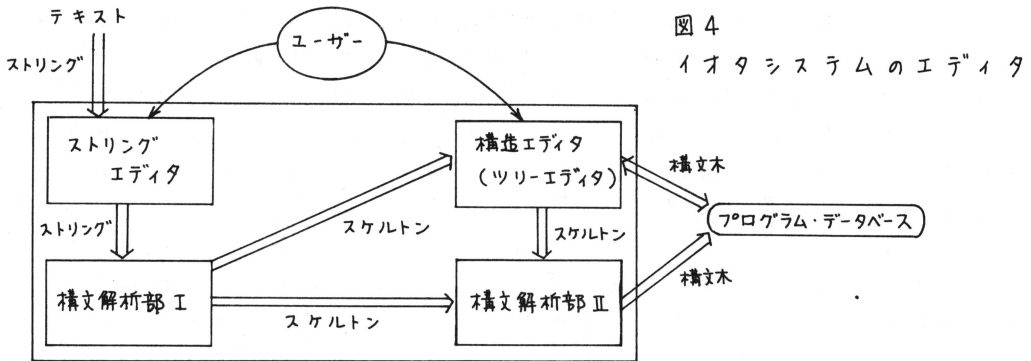 テキスト
ストリング
ユーザー
図4
イオタシステムのエディタ
ストリング
エディタ
構造エディタ
(ツリーエディタ)
構文木
プログラム・データベース
ストリング
スケルトン
スケルトン
構文木
構文解析部I
スケルトン
構文解析部II